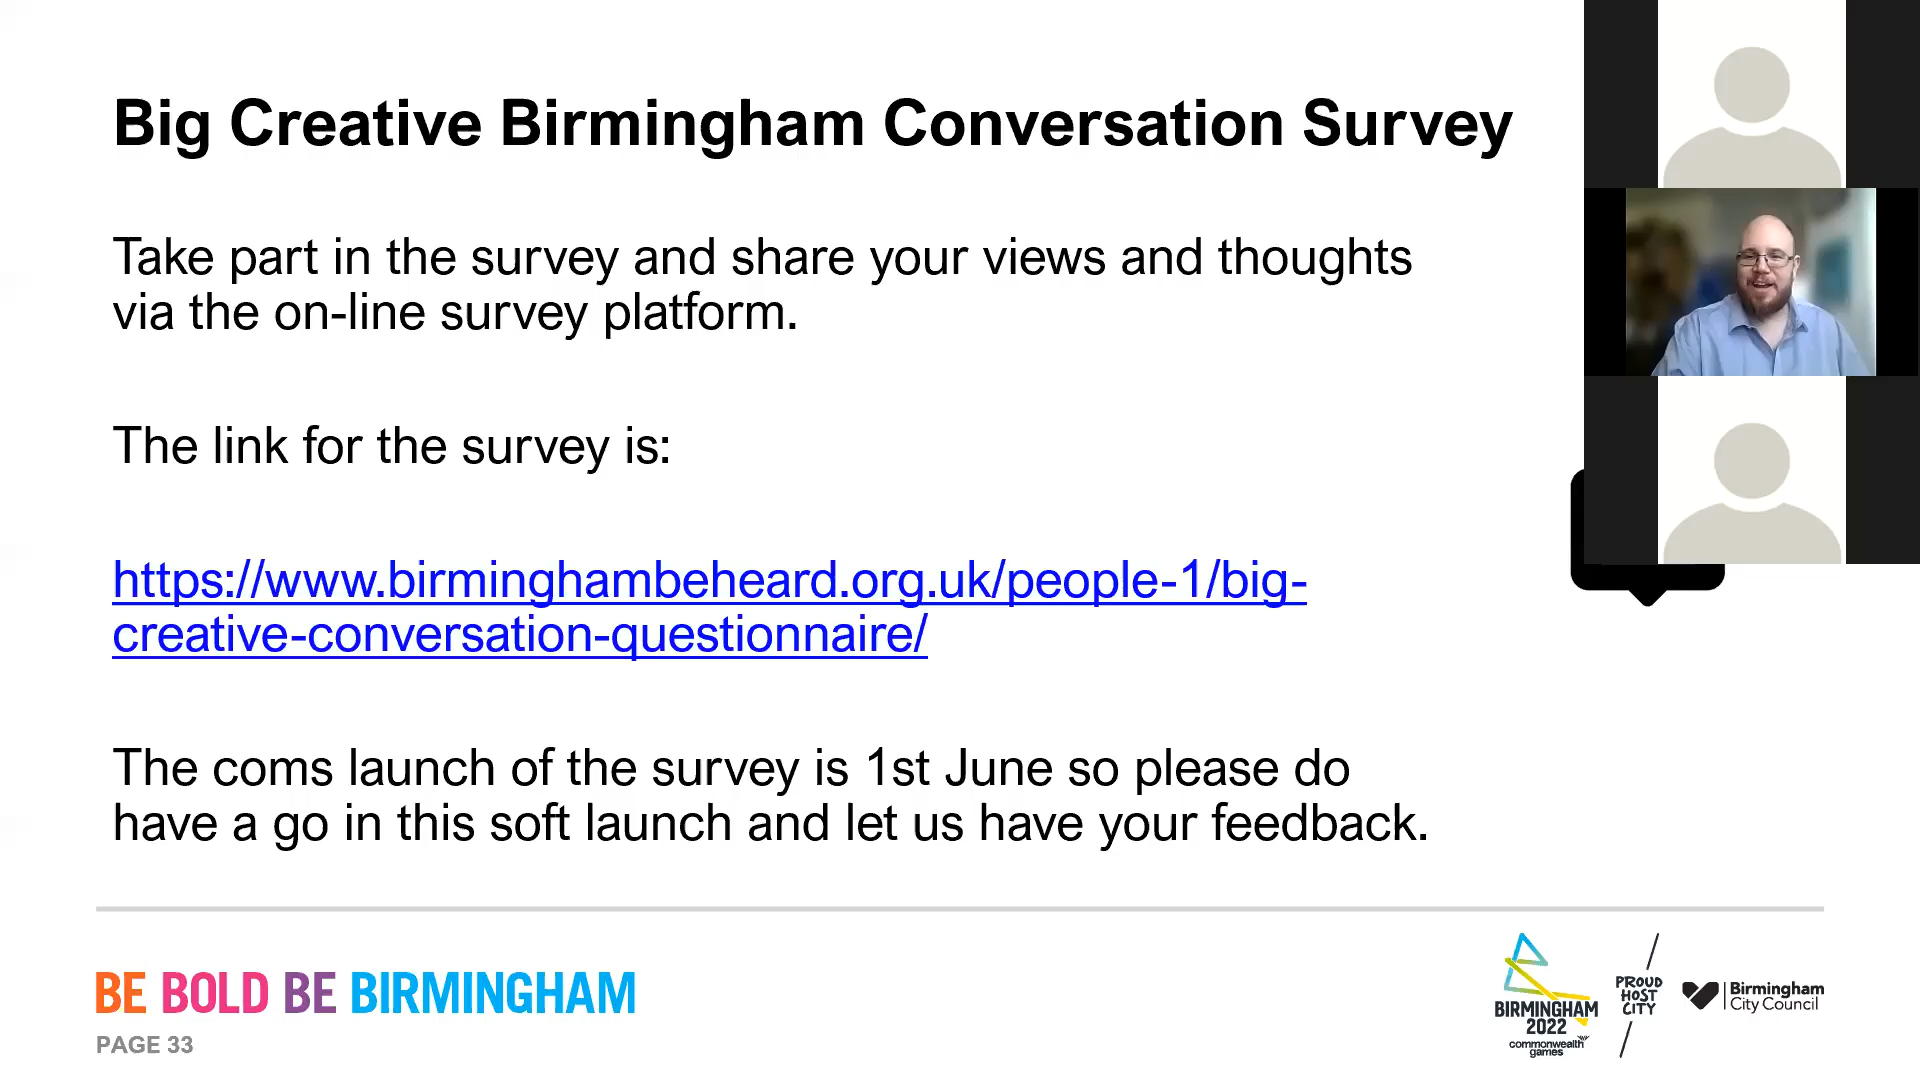 Big Creative Birmingham Conversation Survey
Take part in the survey and share your views and thoughts
via the on-line survey platform.
The link for the survey is:
https://www.birminghambeheard.org.uk/people-1/big-
creative-conversation-questionnaire/
The coms launch of the survey is 1st June so please do
have a go in this soft launch and let us have your feedback.
BE BOLD BE BIRMINGHAM
PAGE 33
BIRMINGHAM
2022
commonwealth
games
PROUD
HOST
CITY
Birmingham
City Council